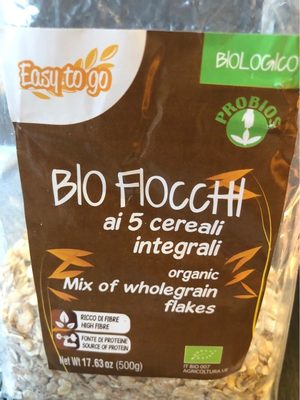 Easy to go
BIOLOGICO
PROBIOS
BIO FIOCCHI
ai 5 cereali
integrali
organic
Mix of wholegrain
flakes
RICCO DI FIBRE
HIGH FIBRE
FONTE DI PROTEINE
SOURCE OF PROTEIN
Net Wt 17.63 oz (500g)
IT BIO 007
AGRICOLTURA UE